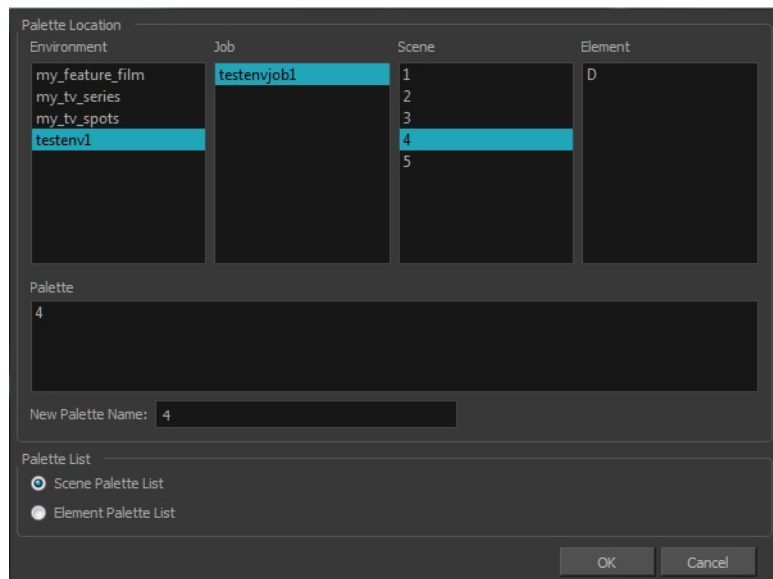 Palette Location
Environment
Job
Scene
Element
my_feature_film
my_tv_series
my_tv_spots
testenv1
testenvjob1
1
2
3
4
5
D
Palette
4
New Palette Name: 4
Palette List
Scene Palette List
Element Palette List
OK
Cancel